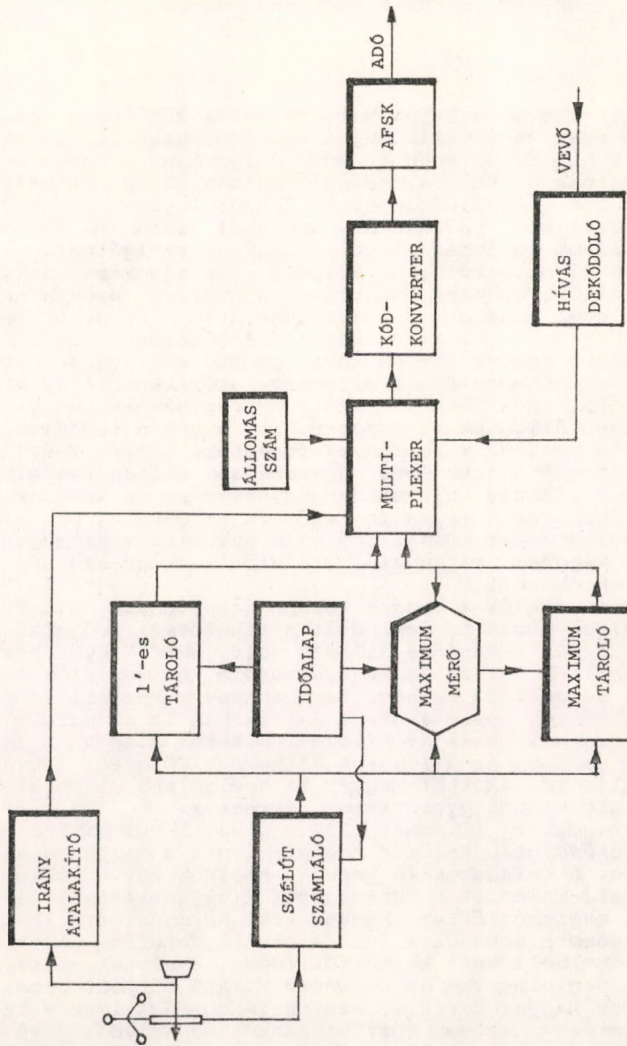 IRÁNY
ÁTALAKÍTÓ
SZÉLÚT
SZÁMLÁLÓ
1'-es
TÁROLÓ
IDŐALAP
MAXIMUM
MÉRŐ
MAXIMUM
TÁROLÓ
ÁLLOMÁS
SZÁM
MULTI-
PLEXER
KÓD-
KONVERTER
AFSK
ADÓ
HÍVÁS
DEKÓDOLÓ
VEVŐ